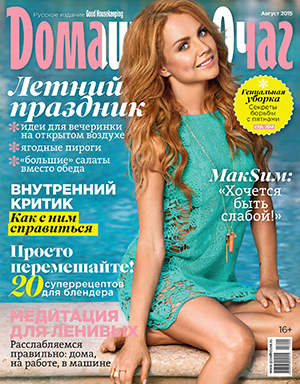 Русское издание Good Housekeeping
Август 2015
Домашний Очаг
Летний
праздник
* идеи для вечеринки
на открытом воздухе
* ягодные пироги
* «большие» салаты
вместо обеда
Гениальная
уборка
Секреты
борьбы
с пятнами
МакSим:
«Хочется
быть
слабой!»
ВНУТРЕННИЙ
КРИТИК
Как с ним
справиться
Просто
перемешайте!
20 суперрецептов
для блендера
МЕДИТАЦИЯ
ДЛЯ ЛЕНИВЫХ
Расслабляемся
правильно: дома,
на работе, в машине
16+